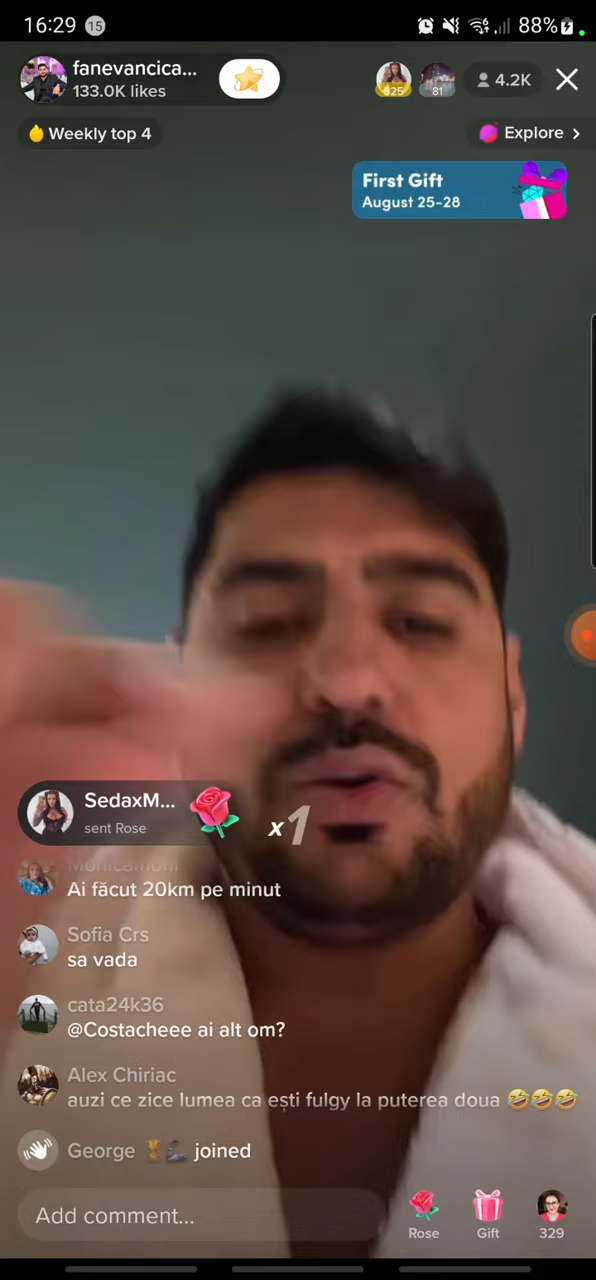 16:29
15
88%
fanevancica...
133.0K likes
525
81
4.2K
Weekly top 4
Explore
First Gift
August 25-28
SedaxM...
sent Rose
x1
Monicamoni
Ai făcut 20km pe minut
Sofia Crs
sa vada
cata24k36
@Costacheee ai alt om?
Alex Chiriac
auzi ce zice lumea ca ești fulgy la puterea doua 🤣🤣🤣
George 🏆🦾 joined
Add comment...
Rose
Gift
329